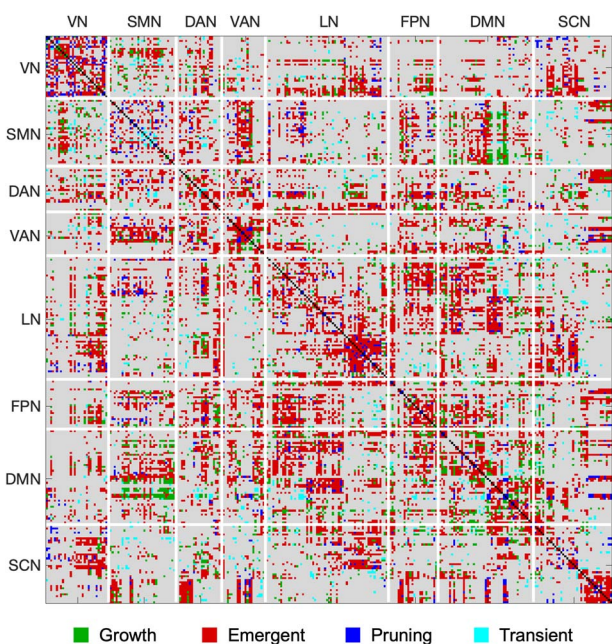 VN SMN DAN VAN LN FPN DMN SCN
VN
SMN
DAN
VAN
LN
FPN
DMN
SCN
Growth Emergent Pruning Transient